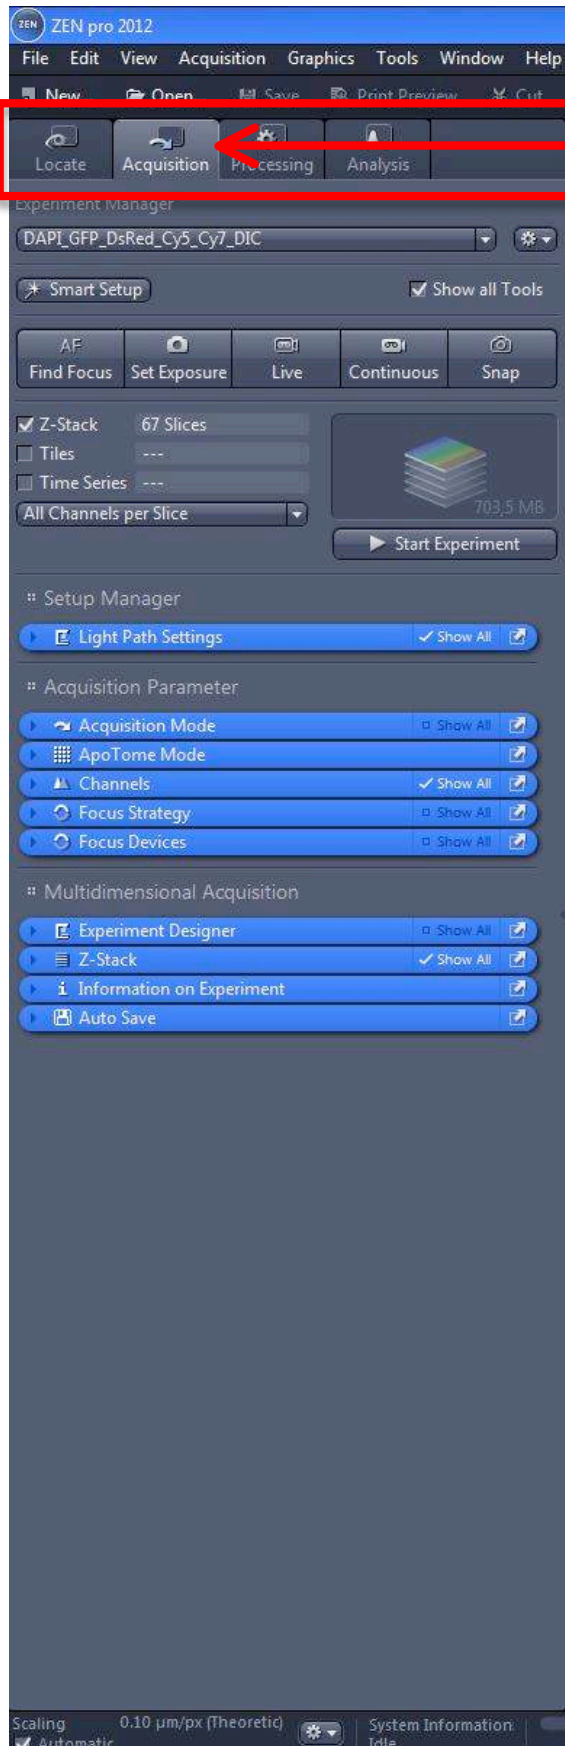 ZEN ZEN pro 2012
File Edit View Acquisition Graphics Tools Window Help
New Open Save Print Preview Cut
Locate Acquisition Processing Analysis
Experiment Manager
DAPI_GFP_DsRed_Cy5_Cy7_DIC
Smart Setup Show all Tools
AF
Find Focus Set Exposure Live Continuous Snap
Z-Stack 67 Slices
Tiles ---
Time Series ---
703,5 MB
All Channels per Slice
Start Experiment
Setup Manager
Light Path Settings Show All
Acquisition Parameter
Acquisition Mode Show All
ApoTome Mode
Channels Show All
Focus Strategy Show All
Focus Devices Show All
Multidimensional Acquisition
Experiment Designer Show All
Z-Stack Show All
Information on Experiment
Auto Save
Scaling 0.10 µm/px (Theoretic) System Information:
Automatic Idle